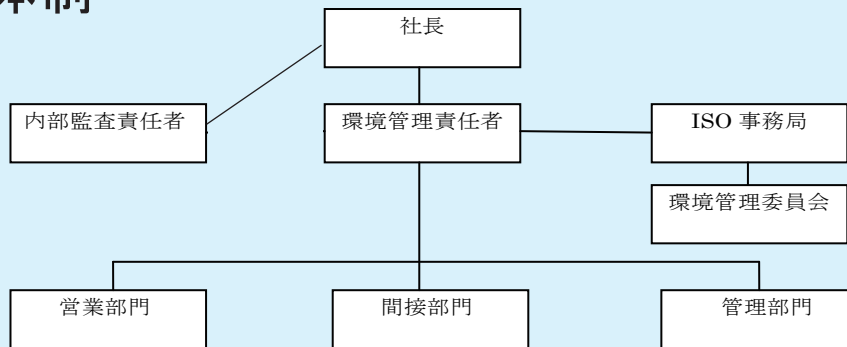 体制
社長
内部監査責任者
環境管理責任者
ISO 事務局
環境管理委員会
営業部門
間接部門
管理部門